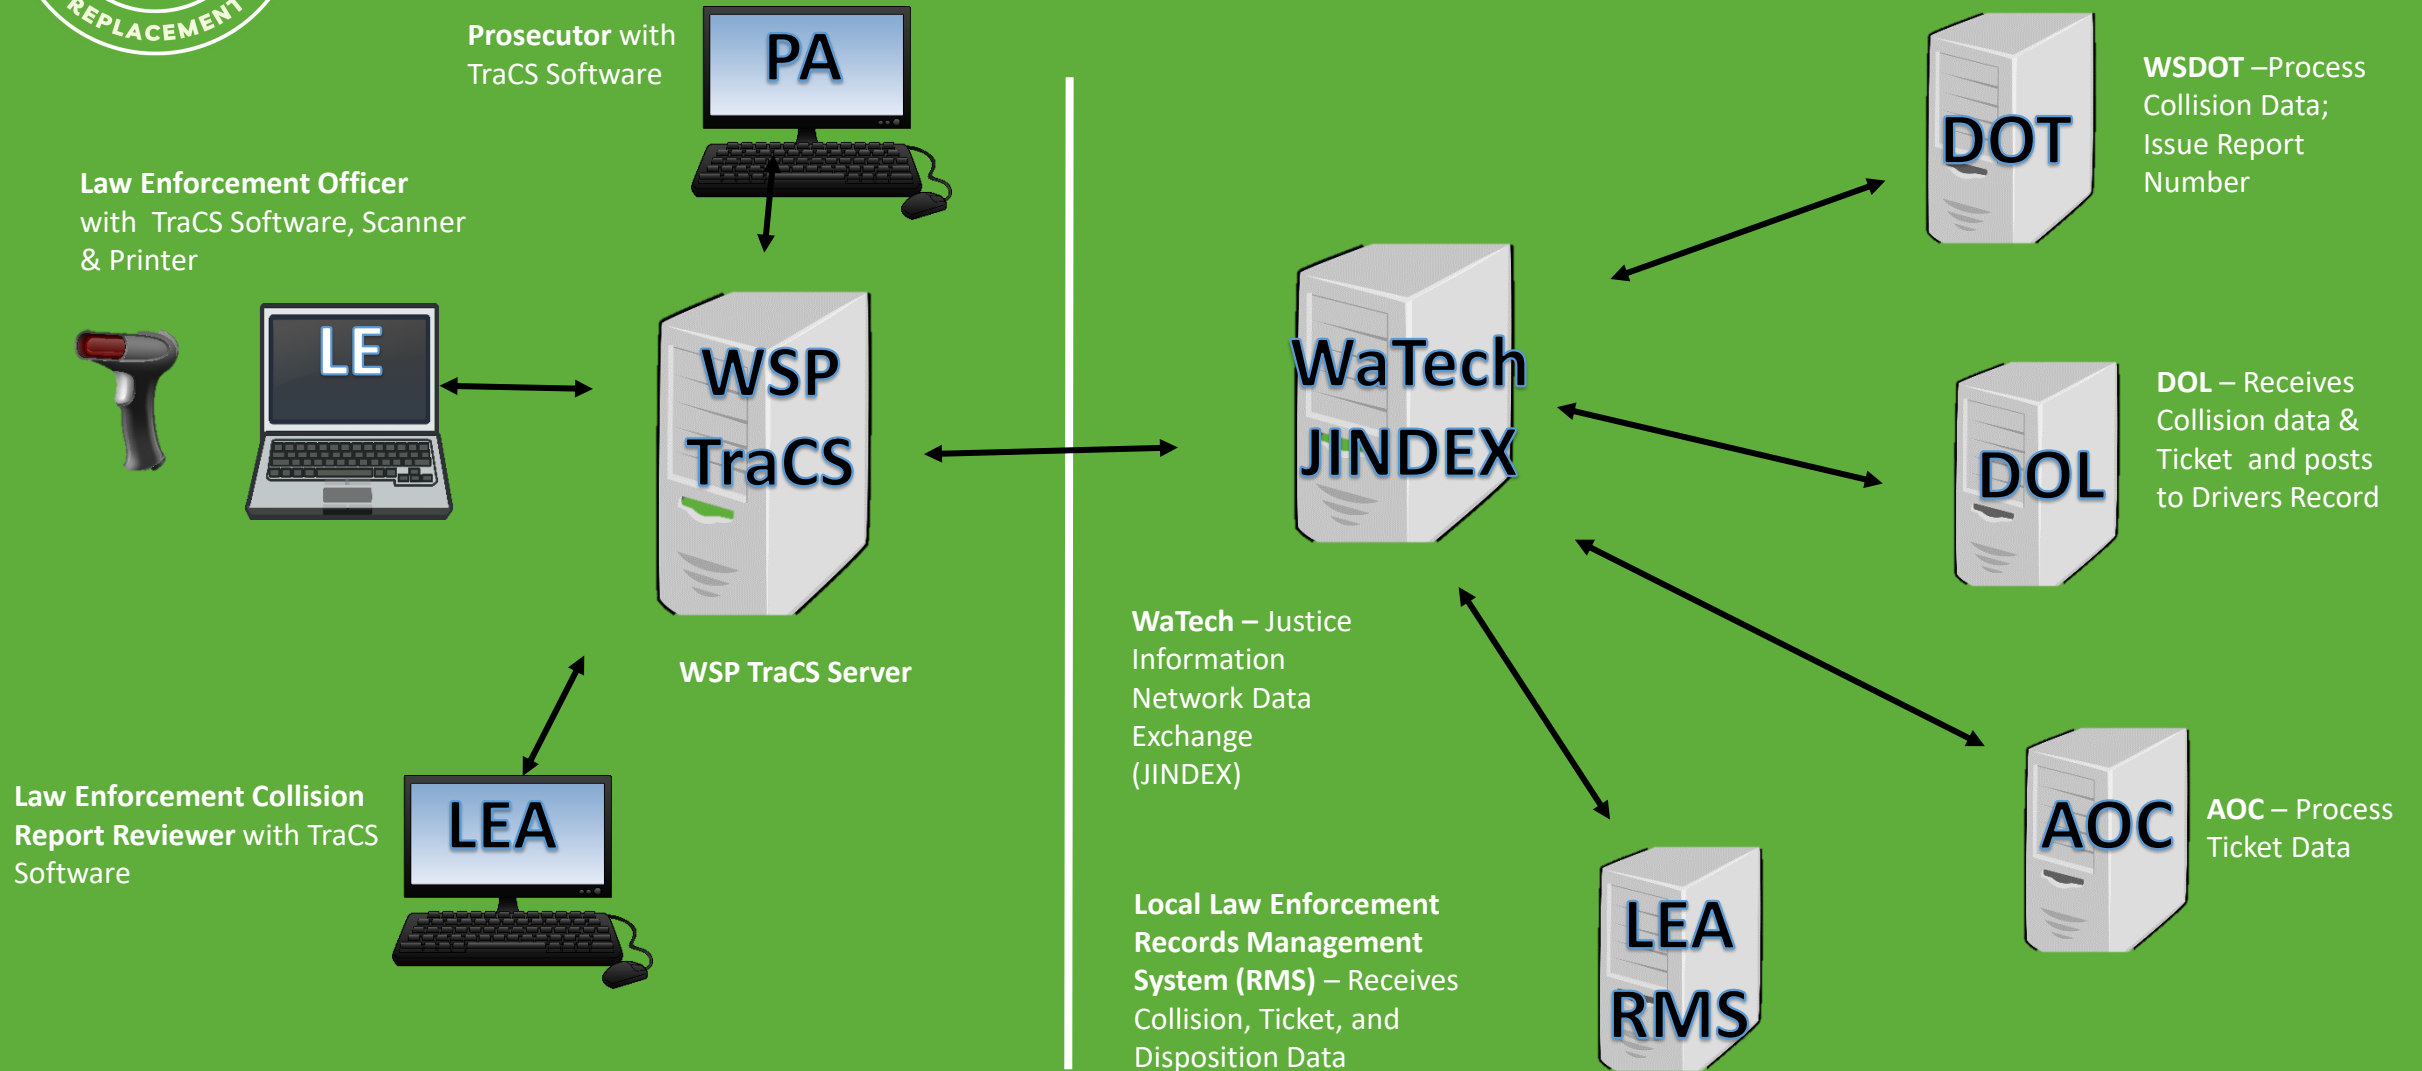 REPLACEMENT
Prosecutor with
TraCS Software
PA
Law Enforcement Officer
with TraCS Software, Scanner
& Printer
LE
WSP
TraCS
WSP TraCS Server
Law Enforcement Collision
Report Reviewer with TraCS
Software
LEA
WaTech
JINDEX
WaTech – Justice
Information
Network Data
Exchange
(JINDEX)
DOT
WSDOT –Process
Collision Data;
Issue Report
Number
DOL
DOL – Receives
Collision data &
Ticket and posts
to Drivers Record
AOC
AOC – Process
Ticket Data
Local Law Enforcement
Records Management
System (RMS) – Receives
Collision, Ticket, and
Disposition Data
LEA
RMS